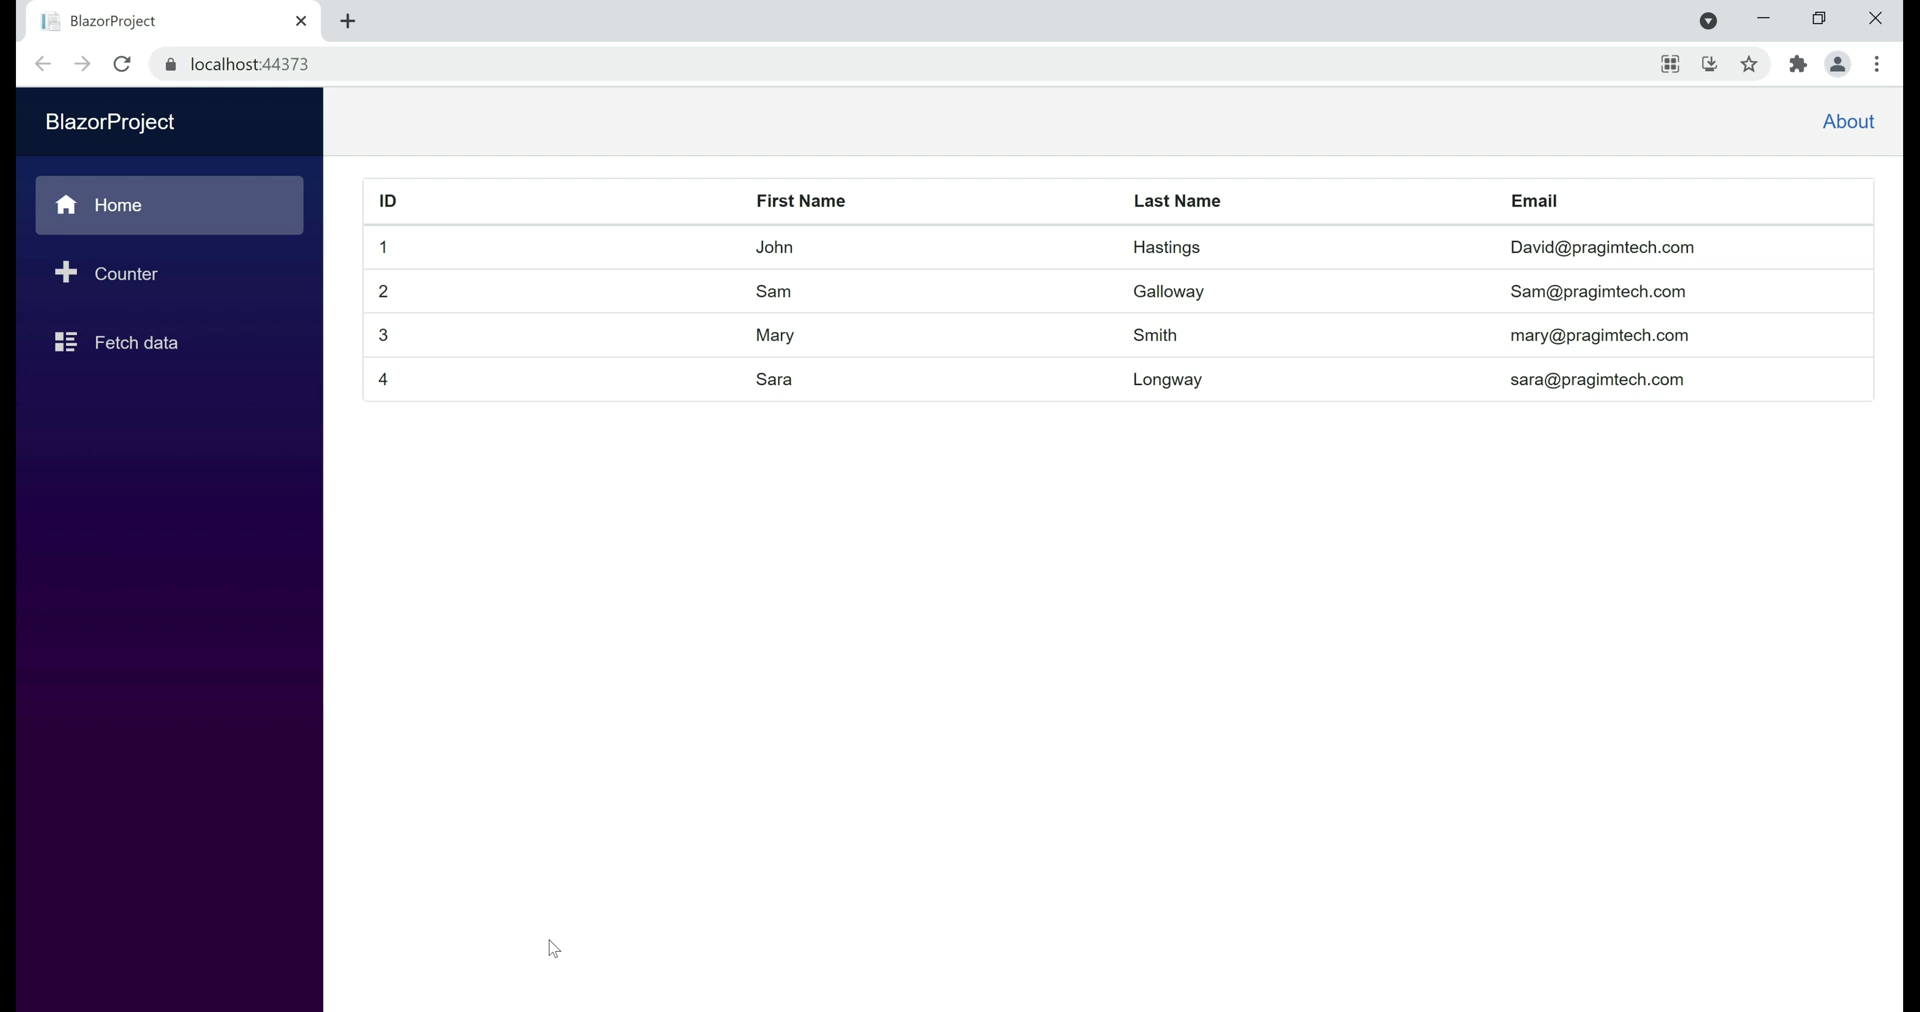 BlazorProject
localhost:44373
BlazorProject
About
Home
Counter
Fetch data
ID First Name Last Name Email
1 John Hastings David@pragimtech.com
2 Sam Galloway Sam@pragimtech.com
3 Mary Smith mary@pragimtech.com
4 Sara Longway sara@pragimtech.com